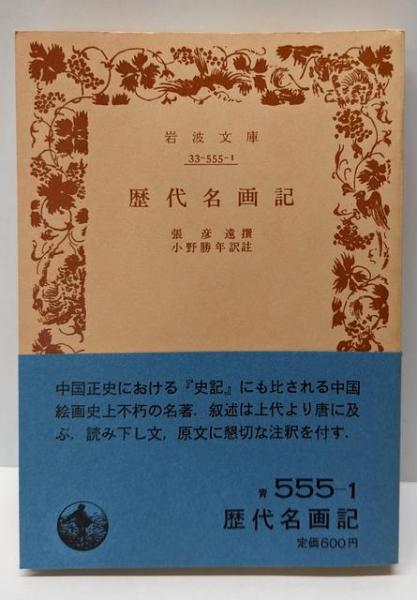 岩波文庫
33-555-1
歴代名画記
張彦遠撰
小野勝年訳註
中国正史における『史記』にも比される中国
絵画史上不朽の名著．叙述は上代より唐に及
ぶ．読み下し文，原文に懇切な注釈を付す．
青 555-1
歴代名画記
定価600円